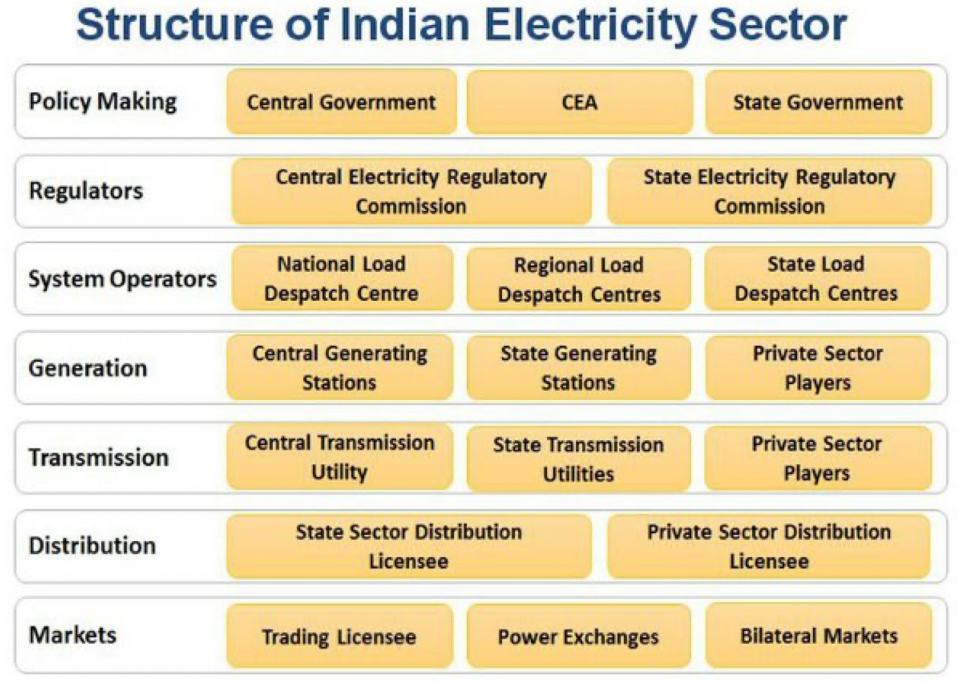 Structure of Indian Electricity Sector
Policy Making
Central Government
CEA
State Government
Regulators
Central Electricity Regulatory
Commission
State Electricity Regulatory
Commission
System Operators
National Load
Despatch Centre
Regional Load
Despatch Centres
State Load
Despatch Centres
Generation
Central Generating
Stations
State Generating
Stations
Private Sector
Players
Transmission
Central Transmission
Utility
State Transmission
Utilities
Private Sector
Players
Distribution
State Sector Distribution
Licensee
Private Sector Distribution
Licensee
Markets
Trading Licensee
Power Exchanges
Bilateral Markets